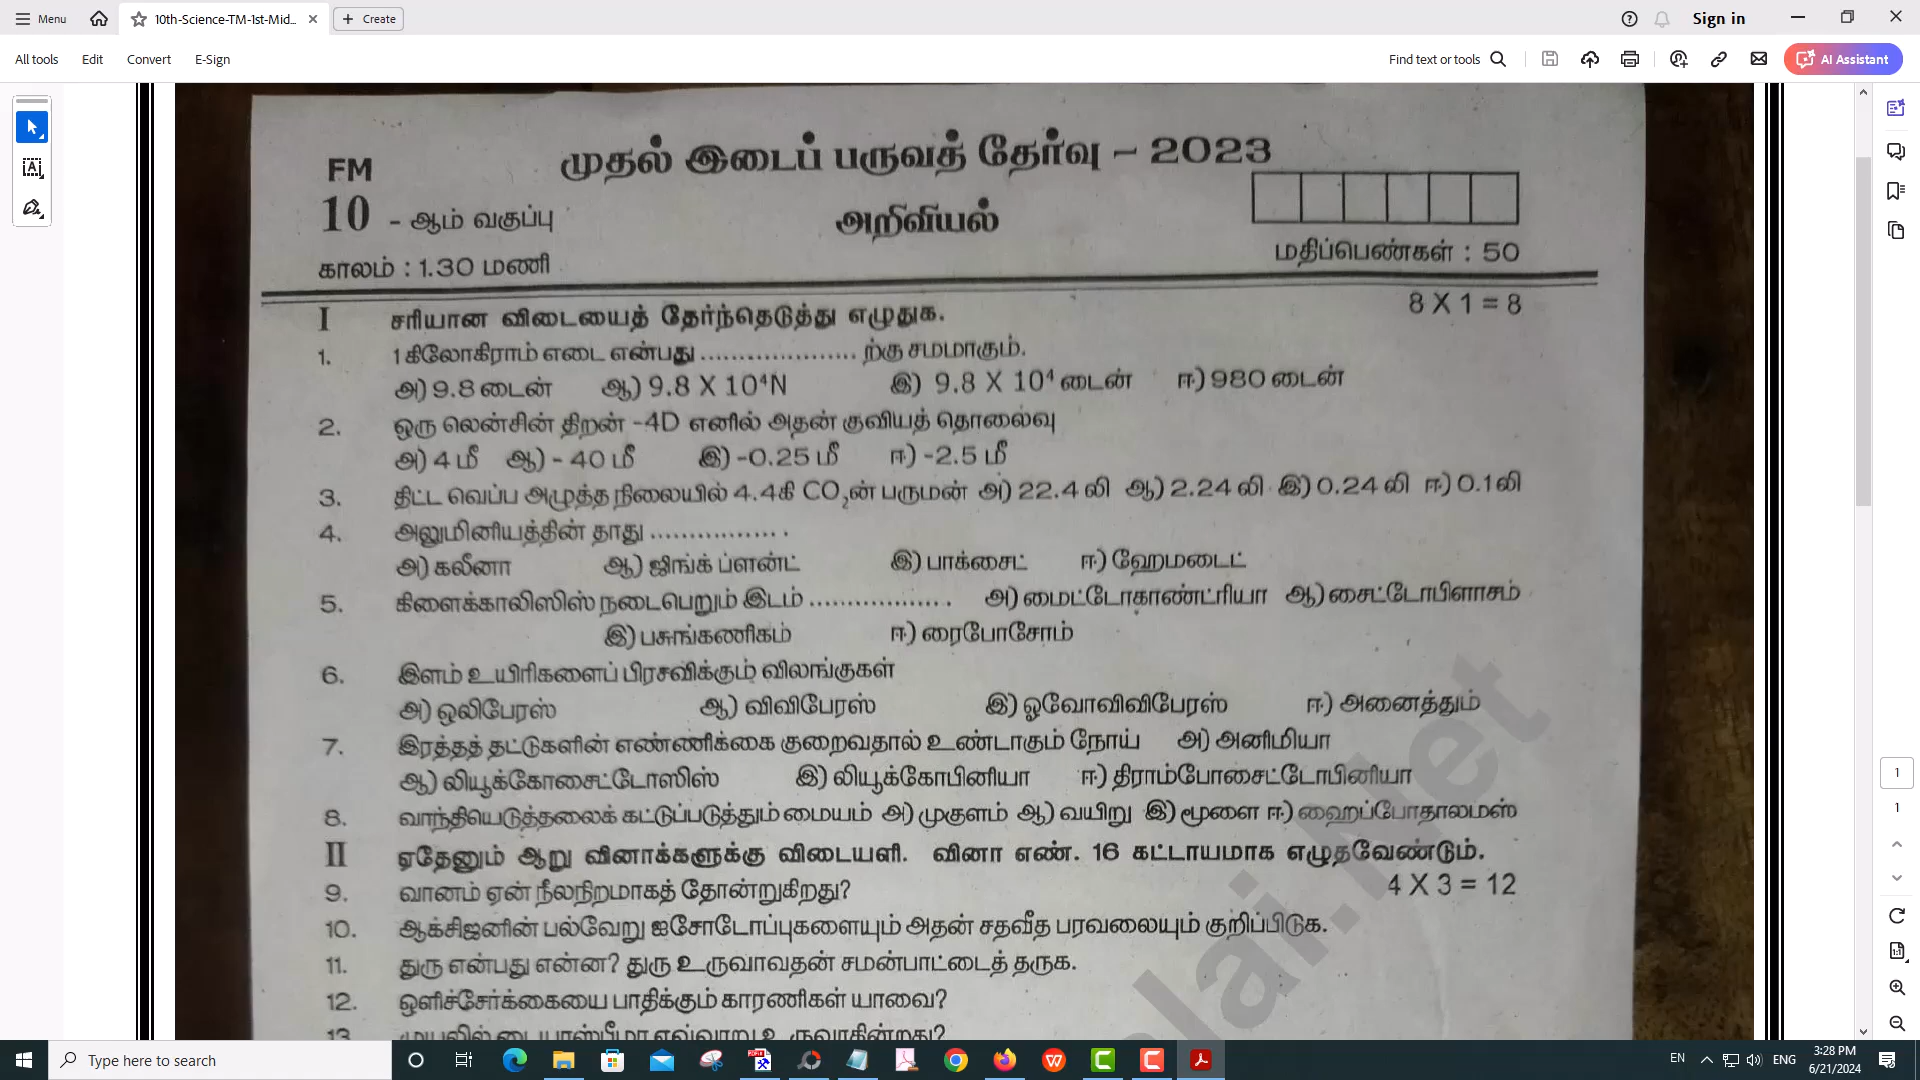 Menu
10th-Science-TM-1st-Mid...
Create
Sign in
All tools
Edit
Convert
E-Sign
Find text or tools
AI Assistant
FM
முதல் இடைப் பருவத் தேர்வு – 2023
10 - ஆம் வகுப்பு
அறிவியல்
காலம் : 1.30 மணி
மதிப்பெண்கள் : 50
I சரியான விடையைத் தேர்ந்தெடுத்து எழுதுக. 8 X 1 = 8
1. 1 கிலோகிராம் எடை என்பது .................... ற்கு சமமாகும்.
அ) 9.8 டைன் ஆ) 9.8 X 10⁴N இ) 9.8 X 10⁴ டைன் ஈ) 980 டைன்
2. ஒரு லென்சின் திறன் -4D எனில் அதன் குவியத் தொலைவு
அ) 4 மீ ஆ) - 40 மீ இ) -0.25 மீ ஈ) -2.5 மீ
3. திட்ட வெப்ப அழுத்த நிலையில் 4.4கி CO₂ன் பருமன் அ) 22.4 லி ஆ) 2.24 லி இ) 0.24 லி ஈ) 0.1லி
4. அலுமினியத்தின் தாது ..................
அ) கலீனா ஆ) ஜிங்க் ப்ளன்ட் இ) பாக்சைட் ஈ) ஹேமடைட்
5. கிளைக்காலிஸிஸ் நடைபெறும் இடம் .................. அ) மைட்டோகாண்ட்ரியா ஆ) சைட்டோபிளாசம்
இ) பசுங்கணிகம் ஈ) ரைபோசோம்
6. இளம் உயிரிகளைப் பிரசவிக்கும் விலங்குகள்
அ) ஒலிபேரஸ் ஆ) விவிபேரஸ் இ) ஓவோவிவிபேரஸ் ஈ) அனைத்தும்
7. இரத்தத் தட்டுகளின் எண்ணிக்கை குறைவதால் உண்டாகும் நோய் அ) அனிமியா
ஆ) லியூக்கோசைட்டோஸிஸ் இ) லியூக்கோபினியா ஈ) திராம்போசைட்டோபினியா
8. வாந்தியெடுத்தலைக் கட்டுப்படுத்தும் மையம் அ) முகுளம் ஆ) வயிறு இ) மூளை ஈ) ஹைப்போதாலமஸ்
II ஏதேனும் ஆறு வினாக்களுக்கு விடையளி. வினா எண். 16 கட்டாயமாக எழுதவேண்டும்.
9. வானம் ஏன் நீலநிறமாகத் தோன்றுகிறது? 4 X 3 = 12
10. ஆக்சிஜனின் பல்வேறு ஐசோடோப்புகளையும் அதன் சதவீத பரவலையும் குறிப்பிடுக.
11. துரு என்பது என்ன? துரு உருவாவதன் சமன்பாட்டைத் தருக.
12. ஒளிச்சேர்க்கையை பாதிக்கும் காரணிகள் யாவை?
1
1
Type here to search
EN
ENG
3:28 PM
6/21/2024